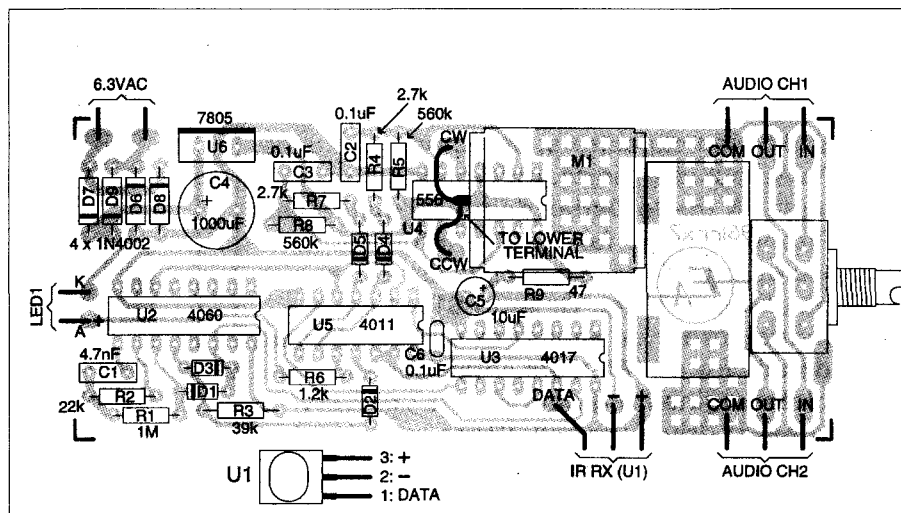 6.3VAC
7805
U6
0.1uF
C2
2.7k
560k
R4
R5
0.1uF
C3
CW
M1
AUDIO CH1
COM OUT IN
D7
D9
D6
D8
4 x 1N4002
C4
+
1000uF
2.7k
R7
R8
560k
D5
D4
U4
CCW
TO LOWER
TERMINAL
R9
47
C5
+
10uF
K
LED1
A
+
U2 4060
U5 4011
C6
0.1uF
U3 4017
4.7nF
C1
R2
22k
R1
1M
D3
D1
R3
39k
R6
1.2k
D2
DATA
-
+
IR RX (U1)
COM OUT IN
AUDIO CH2
U1
3: +
2: -
1: DATA